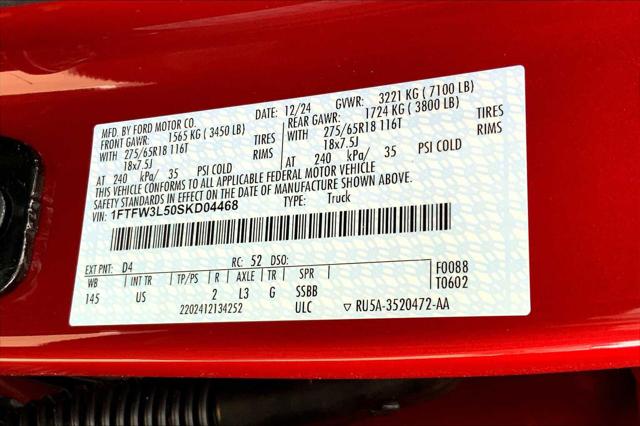 MFD. BY FORD MOTOR CO. DATE: 12/24 GVWR: 3221 KG ( 7100 LB)
FRONT GAWR: 1565 KG ( 3450 LB) REAR GAWR: 1724 KG ( 3800 LB)
WITH 275/65R18 116T TIRES WITH 275/65R18 116T TIRES
18x7.5J RIMS 18x7.5J RIMS
AT 240 kPa/ 35 PSI COLD AT 240 kPa/ 35 PSI COLD
THIS VEHICLE CONFORMS TO ALL APPLICABLE FEDERAL MOTOR VEHICLE
SAFETY STANDARDS IN EFFECT ON THE DATE OF MANUFACTURE SHOWN ABOVE.
VIN: 1FTFW3L50SKD04468 TYPE: Truck
EXT PNT: D4 RC: 52 DSO: F0088
WB INT TR TP/PS R AXLE TR SPR T0602
145 US 2 L3 G SSBB
2202412134252 ULC ▽ RU5A-3520472-AA